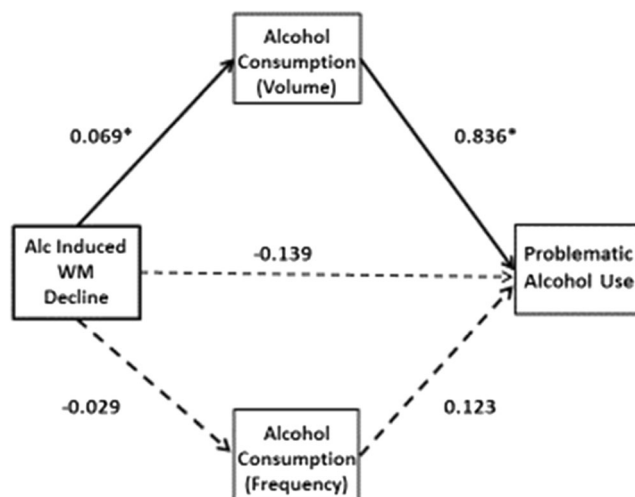 Alcohol
Consumption
(Volume)
0.069*
0.836*
Alc Induced
WM
Decline
-0.139
Problematic
Alcohol Use
-0.029
0.123
Alcohol
Consumption
(Frequency)